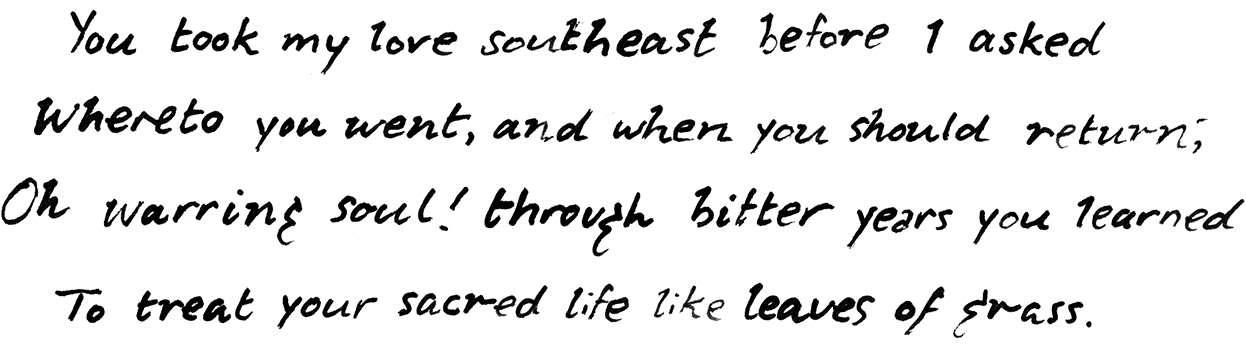 You took my love southeast before I asked
Whereto you went, and when you should return;
Oh warring soul! through bitter years you learned
To treat your sacred life like leaves of grass.